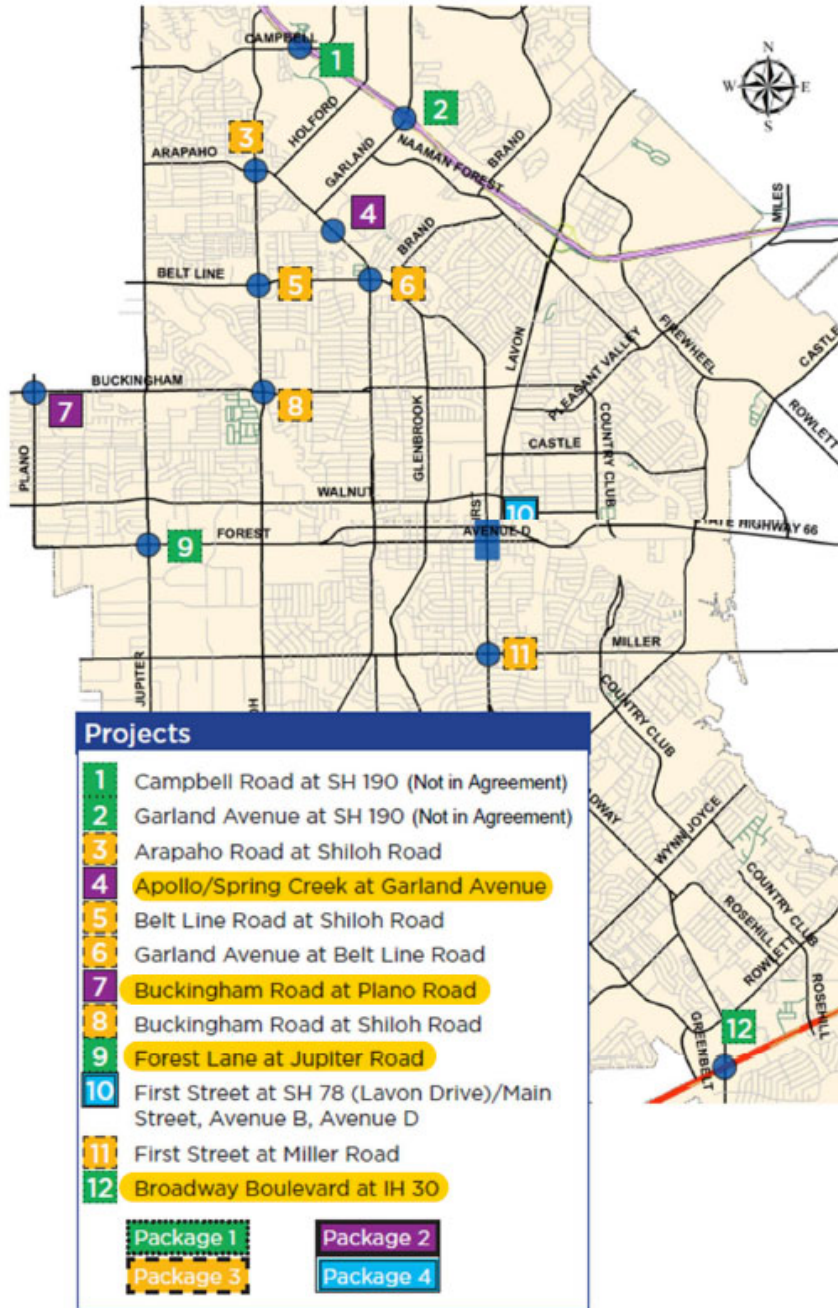 CAMPBELL
1
N
W
E
S
HOLFORD
2
3
ARAPAHO
GARLAND
NAAMAN FOREST
BRAND
4
MILES
BRAND
BELT LINE
5
6
LAVON
FIREWHEEL
PLEASANT VALLEY
CASTLE
BUCKINGHAM
7
8
ROWLETT
GLENBROOK
COUNTRY CLUB
PLANO
CASTLE
WALNUT
10
FOREST
AVENUE D
STATE HIGHWAY 66
9
MILLER
11
JUPITER
COUNTRY CLUB
WYNN JOYCE
COUNTRY CLUB
ROSEHILL
ROWLETT
ROSEHILL
GREENBELT
12
Projects
1 Campbell Road at SH 190 (Not in Agreement)
2 Garland Avenue at SH 190 (Not in Agreement)
3 Arapaho Road at Shiloh Road
4 Apollo/Spring Creek at Garland Avenue
5 Belt Line Road at Shiloh Road
6 Garland Avenue at Belt Line Road
7 Buckingham Road at Plano Road
8 Buckingham Road at Shiloh Road
9 Forest Lane at Jupiter Road
10 First Street at SH 78 (Lavon Drive)/Main
Street, Avenue B, Avenue D
11 First Street at Miller Road
12 Broadway Boulevard at IH 30
Package 1 Package 2
Package 3 Package 4